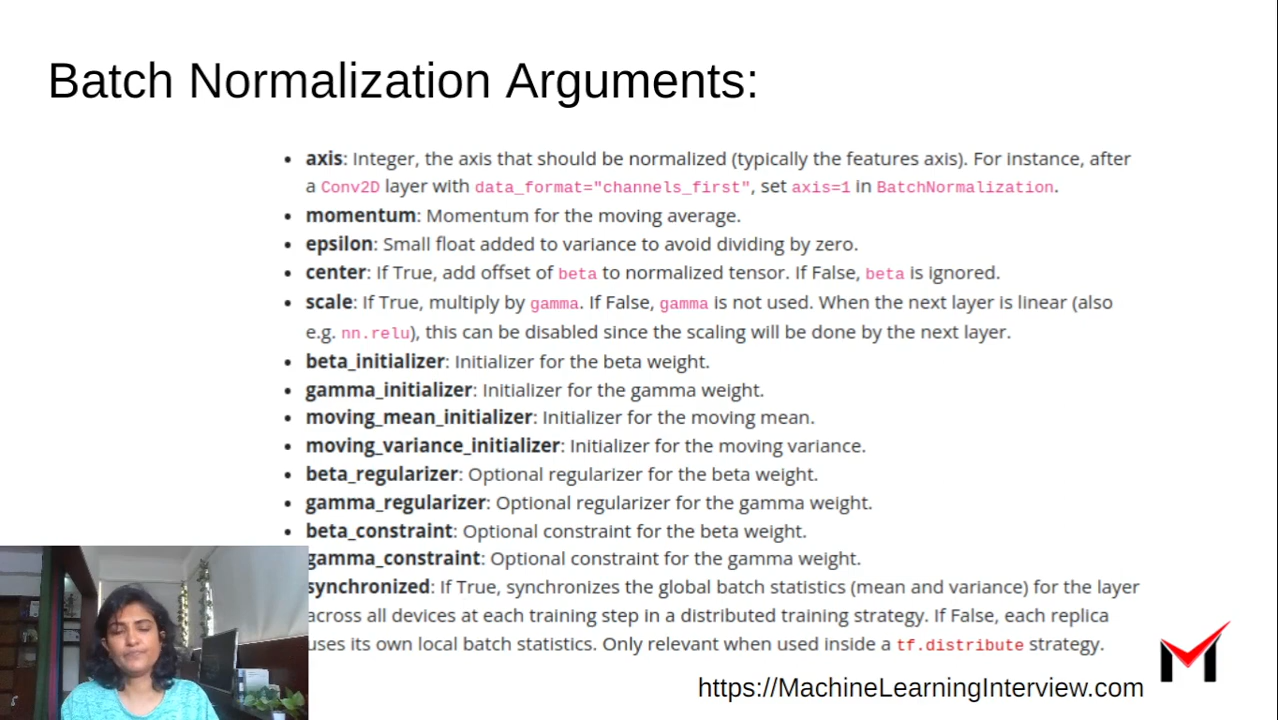 Batch Normalization Arguments:
• axis: Integer, the axis that should be normalized (typically the features axis). For instance, after
a Conv2D layer with data_format="channels_first", set axis=1 in BatchNormalization.
• momentum: Momentum for the moving average.
• epsilon: Small float added to variance to avoid dividing by zero.
• center: If True, add offset of beta to normalized tensor. If False, beta is ignored.
• scale: If True, multiply by gamma. If False, gamma is not used. When the next layer is linear (also
e.g. nn.relu), this can be disabled since the scaling will be done by the next layer.
• beta_initializer: Initializer for the beta weight.
• gamma_initializer: Initializer for the gamma weight.
• moving_mean_initializer: Initializer for the moving mean.
• moving_variance_initializer: Initializer for the moving variance.
• beta_regularizer: Optional regularizer for the beta weight.
• gamma_regularizer: Optional regularizer for the gamma weight.
• beta_constraint: Optional constraint for the beta weight.
gamma_constraint: Optional constraint for the gamma weight.
synchronized: If True, synchronizes the global batch statistics (mean and variance) for the layer
across all devices at each training step in a distributed training strategy. If False, each replica
uses its own local batch statistics. Only relevant when used inside a tf.distribute strategy.
https://MachineLearningInterview.com